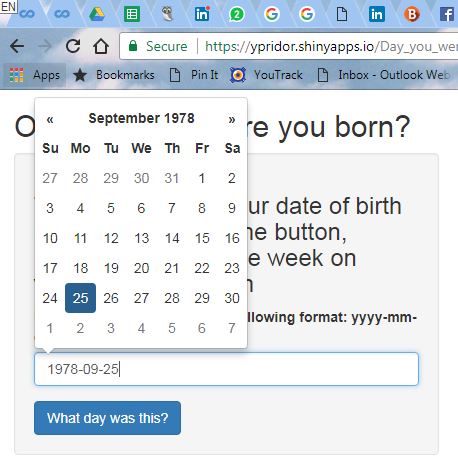 EN
2
31
Secure https://ypridor.shinyapps.io/Day_you_wer
Apps Bookmarks Pin It YouTrack Inbox - Outlook Web
re you born?
« September 1978 »
Su Mo Tu We Th Fr Sa
27 28 29 30 31 1 2
3 4 5 6 7 8 9
10 11 12 13 14 15 16
17 18 19 20 21 22 23
24 25 26 27 28 29 30
1 2 3 4 5 6 7
ur date of birth
he button,
e week on
llowing format: yyyy-mm-
1978-09-25
What day was this?